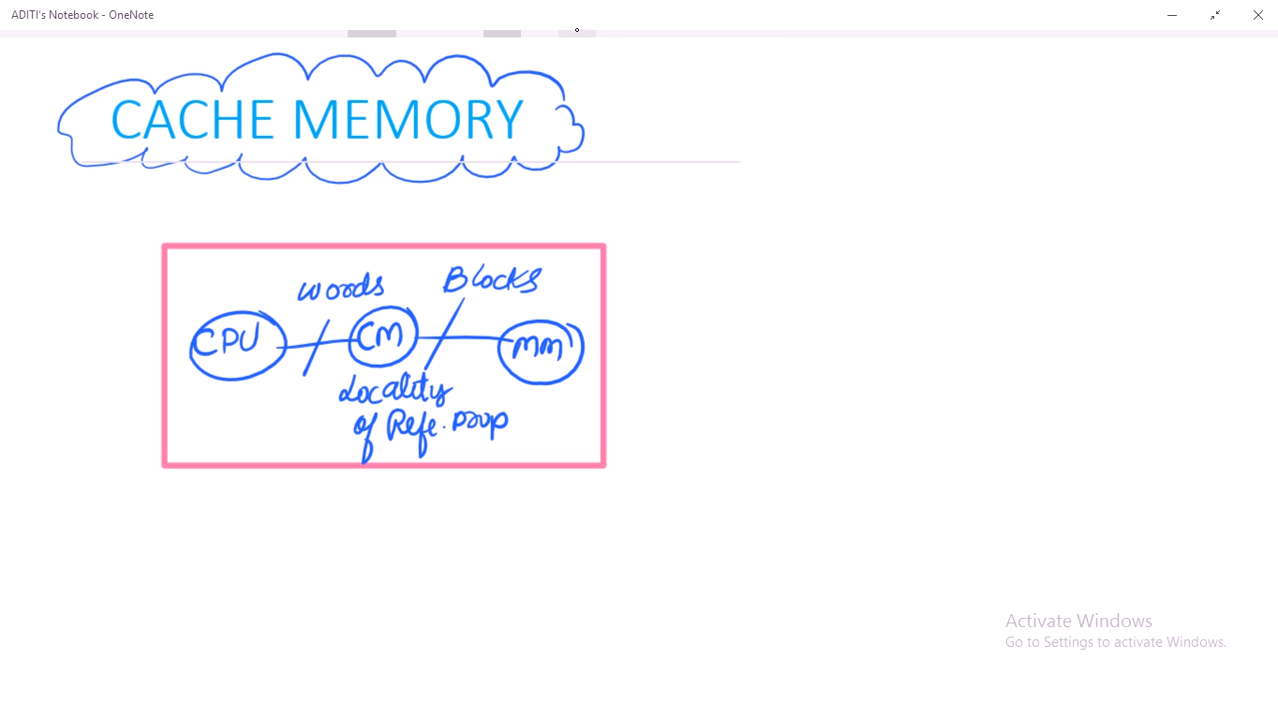 ADITI's Notebook - OneNote
CACHE MEMORY
words
Blocks
CPU
CM
MM
Locality
of Refe. prop
Activate Windows
Go to Settings to activate Windows.